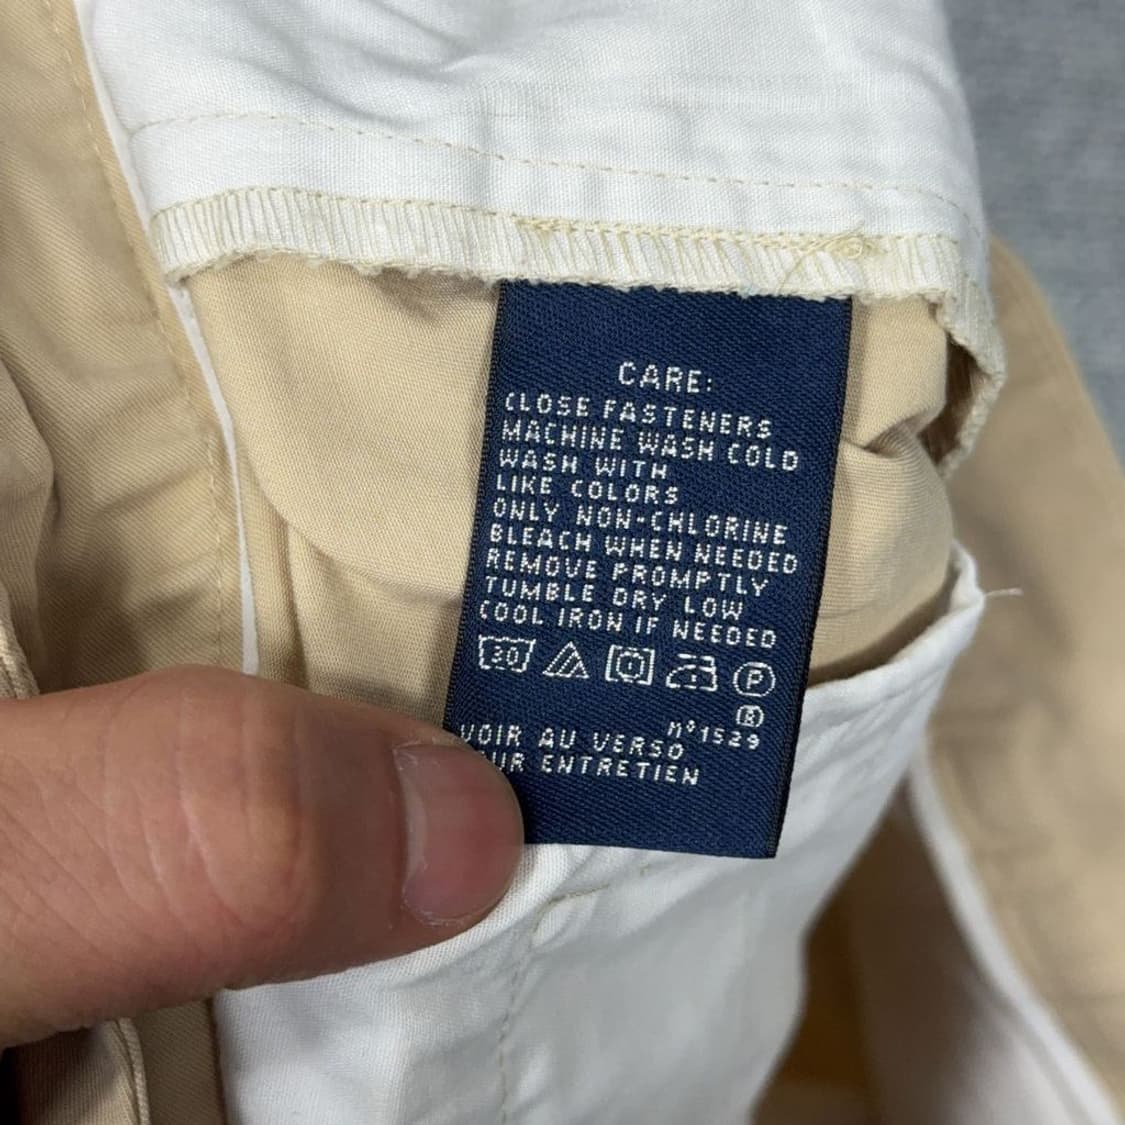 CARE:
CLOSE FASTENERS
MACHINE WASH COLD
WASH WITH
LIKE COLORS
ONLY NON-CHLORINE
BLEACH WHEN NEEDED
REMOVE PROMPTLY
TUMBLE DRY LOW
COOL IRON IF NEEDED
30 P
®
Nº1529
VOIR AU VERSO
ENTRETIEN